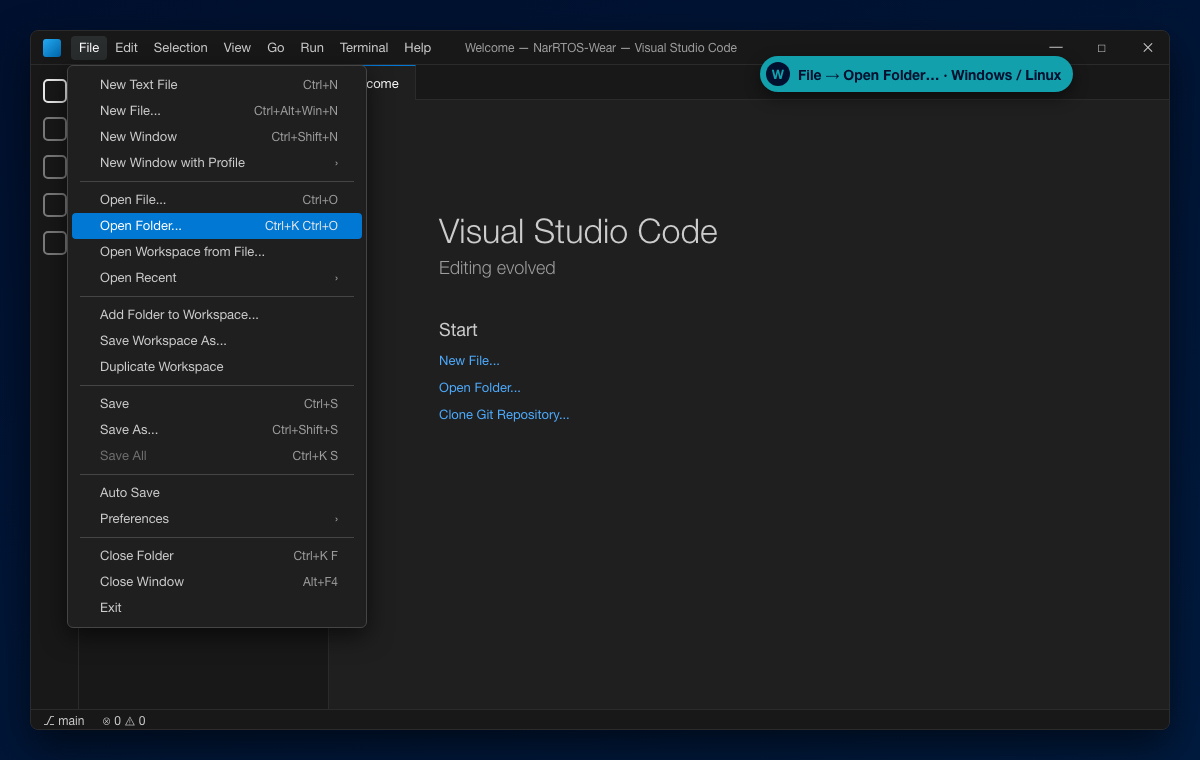 File Edit Selection View Go Run Terminal Help Welcome — NarRTOS-Wear — Visual Studio Code
W File → Open Folder... · Windows / Linux
come
New Text File Ctrl+N
New File... Ctrl+Alt+Win+N
New Window Ctrl+Shift+N
New Window with Profile ›
Open File... Ctrl+O
Open Folder... Ctrl+K Ctrl+O
Open Workspace from File...
Open Recent ›
Add Folder to Workspace...
Save Workspace As...
Duplicate Workspace
Save Ctrl+S
Save As... Ctrl+Shift+S
Save All Ctrl+K S
Auto Save
Preferences ›
Close Folder Ctrl+K F
Close Window Alt+F4
Exit
Visual Studio Code
Editing evolved
Start
New File...
Open Folder...
Clone Git Repository...
main 0 0